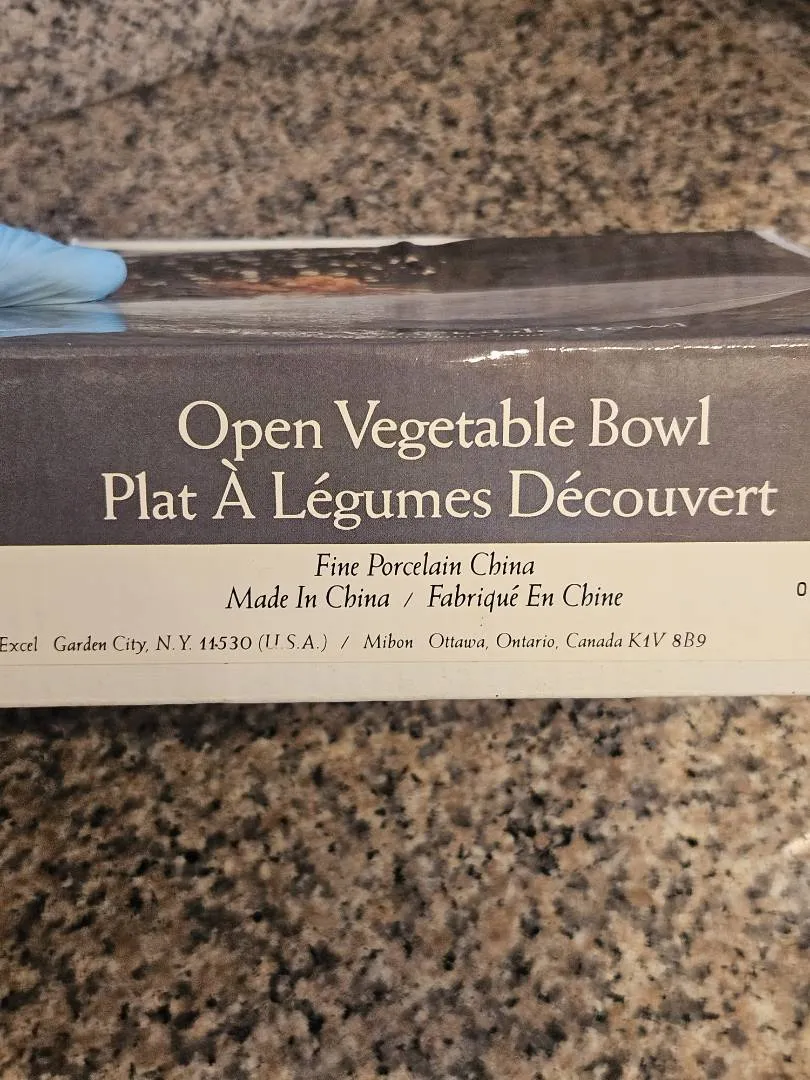 Open Vegetable Bowl
Plat À Légumes Découvert
Fine Porcelain China
Made In China / Fabriqué En Chine
Excel Garden City, N.Y. 11530 (U.S.A.) / Mibon Ottawa, Ontario, Canada K1V 8B9